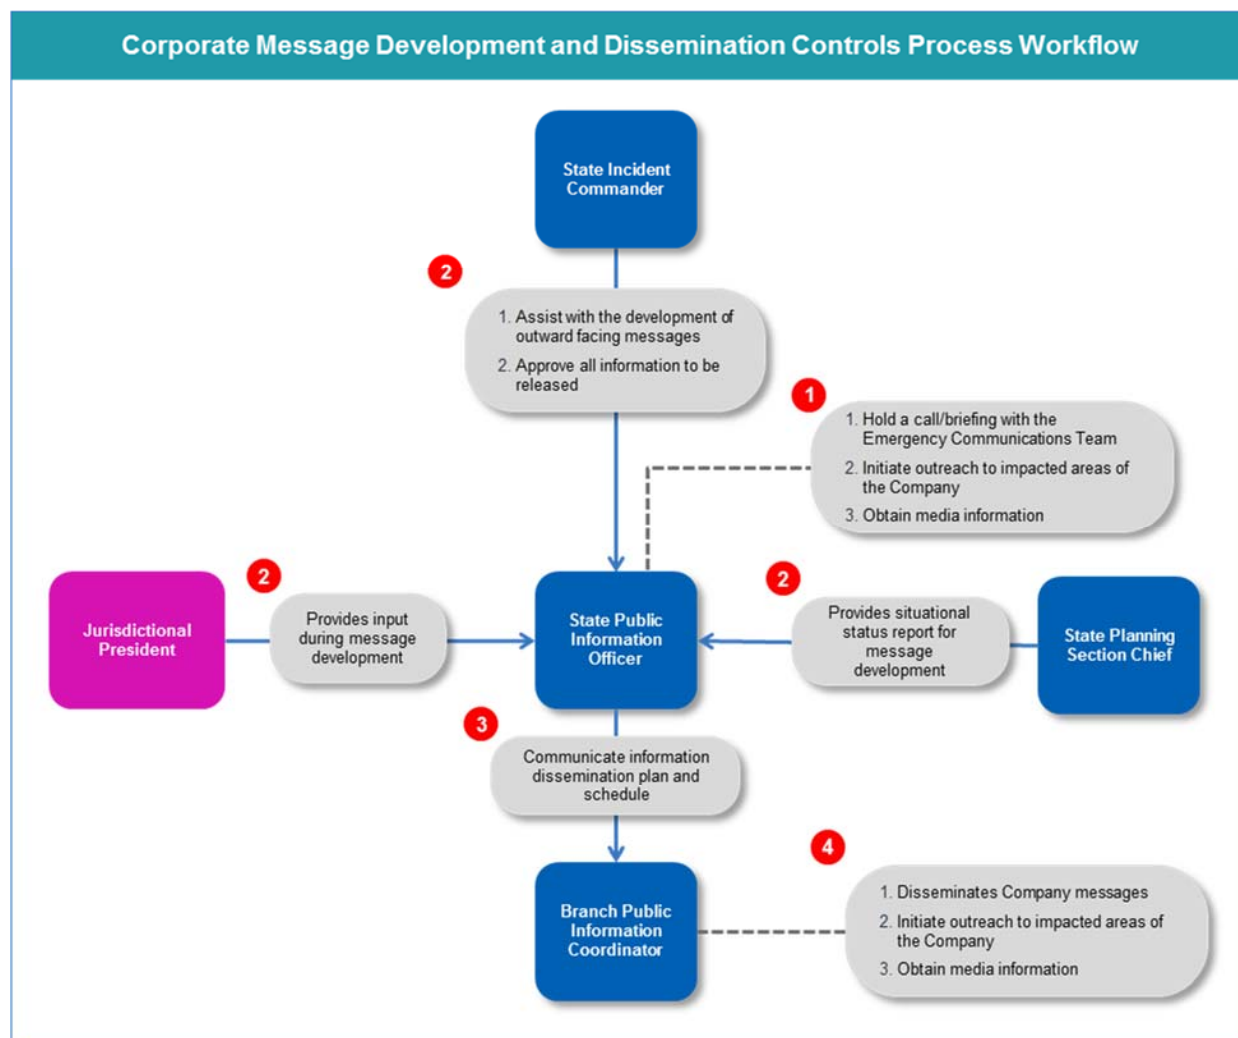 Corporate Message Development and Dissemination Controls Process Workflow
State Incident
Commander
2
1. Assist with the development of
outward facing messages
2. Approve all information to be
released
1
1. Hold a call/briefing with the
Emergency Communications Team
2. Initiate outreach to impacted areas of
the Company
3. Obtain media information
Jurisdictional
President
2
Provides input
during message
development
State Public
Information
Officer
2
Provides situational
status report for
message
development
State Planning
Section Chief
3
Communicate information
dissemination plan and
schedule
Branch Public
Information
Coordinator
4
1. Disseminates Company messages
2. Initiate outreach to impacted areas of
the Company
3. Obtain media information